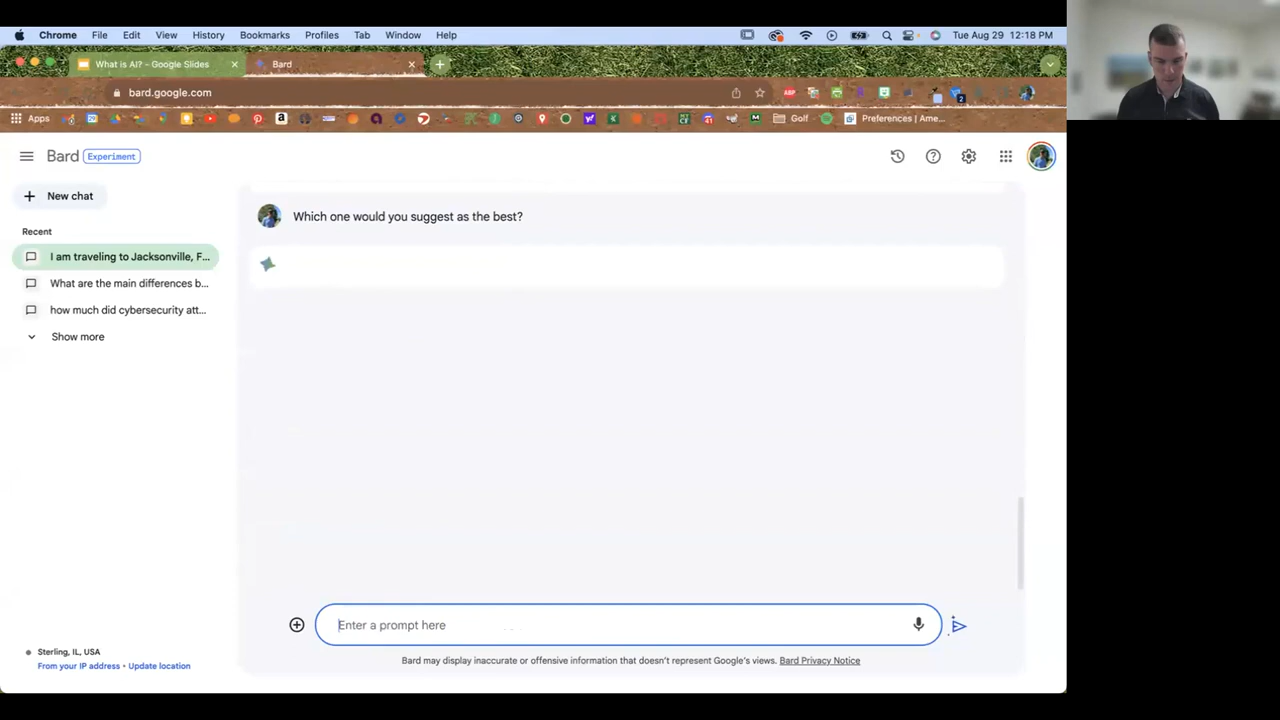 Chrome File Edit View History Bookmarks Profiles Tab Window Help Tue Aug 29 12:18 PM
What is AI? - Google Slides Bard
bard.google.com
Apps Golf Preferences | Ame...
Bard Experiment
New chat
Recent
I am traveling to Jacksonville, F...
What are the main differences b...
how much did cybersecurity att...
Show more
Which one would you suggest as the best?
Enter a prompt here
Sterling, IL, USA
From your IP address • Update location
Bard may display inaccurate or offensive information that doesn't represent Google's views. Bard Privacy Notice